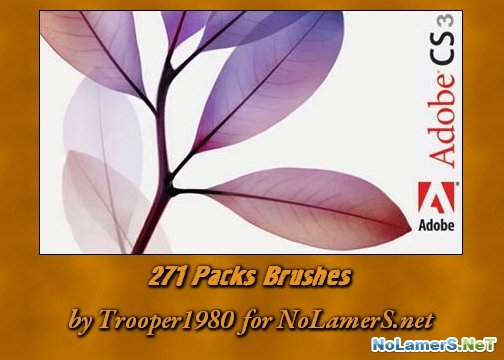 Adobe CS3
Adobe
271 Packs Brushes
by Trooper1980 for NoLamerS.net
NoLamerS.NeT